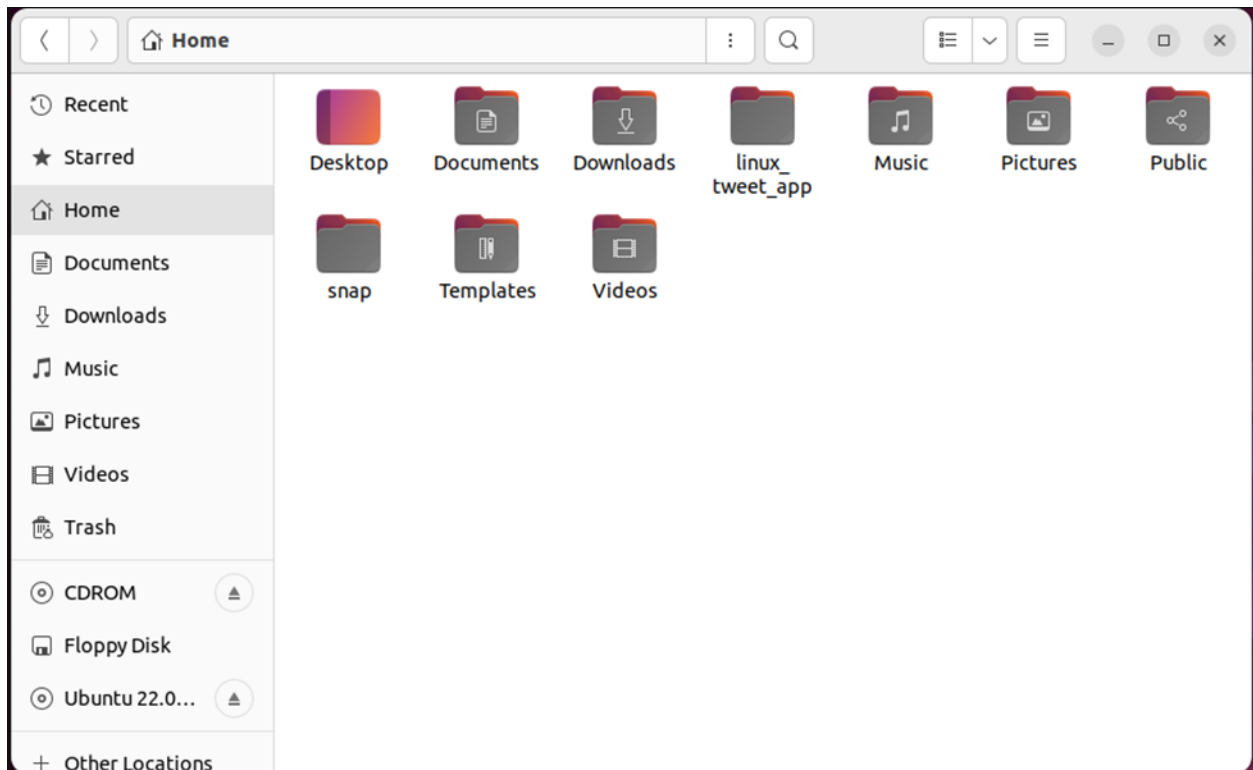 Home
Recent
Starred
Home
Documents
Downloads
Music
Pictures
Videos
Trash
CDROM
Floppy Disk
Ubuntu 22.0...
Other Locations
Desktop
Documents
Downloads
linux_
tweet_app
Music
Pictures
Public
snap
Templates
Videos